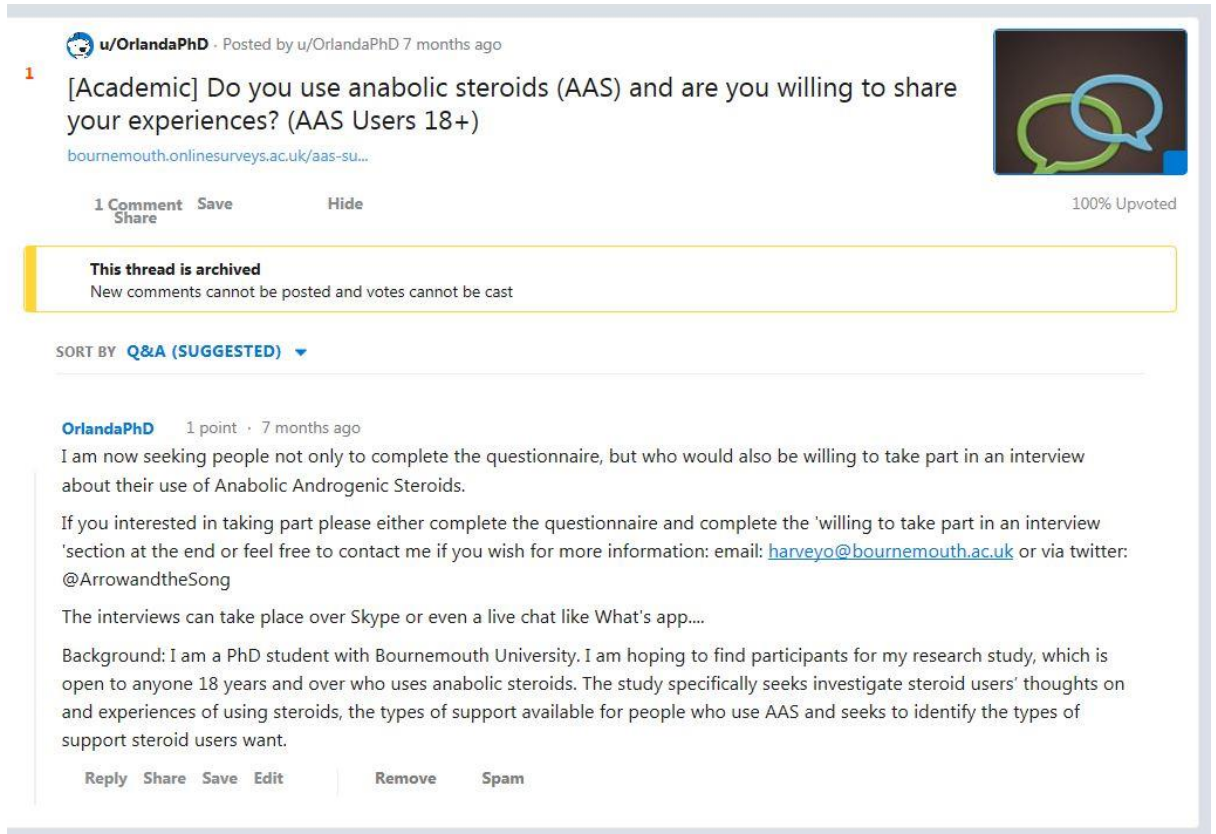 u/OrlandaPhD · Posted by u/OrlandaPhD 7 months ago
1
[Academic] Do you use anabolic steroids (AAS) and are you willing to share
your experiences? (AAS Users 18+)
bournemouth.onlinesurveys.ac.uk/aas-su...
1 Comment Save Hide
Share
100% Upvoted
This thread is archived
New comments cannot be posted and votes cannot be cast
SORT BY Q&A (SUGGESTED)
OrlandaPhD 1 point · 7 months ago
I am now seeking people not only to complete the questionnaire, but who would also be willing to take part in an interview
about their use of Anabolic Androgenic Steroids.
If you interested in taking part please either complete the questionnaire and complete the 'willing to take part in an interview
'section at the end or feel free to contact me if you wish for more information: email: harveyo@bournemouth.ac.uk or via twitter:
@ArrowandtheSong
The interviews can take place over Skype or even a live chat like What's app....
Background: I am a PhD student with Bournemouth University. I am hoping to find participants for my research study, which is
open to anyone 18 years and over who uses anabolic steroids. The study specifically seeks investigate steroid users' thoughts on
and experiences of using steroids, the types of support available for people who use AAS and seeks to identify the types of
support steroid users want.
Reply Share Save Edit Remove Spam